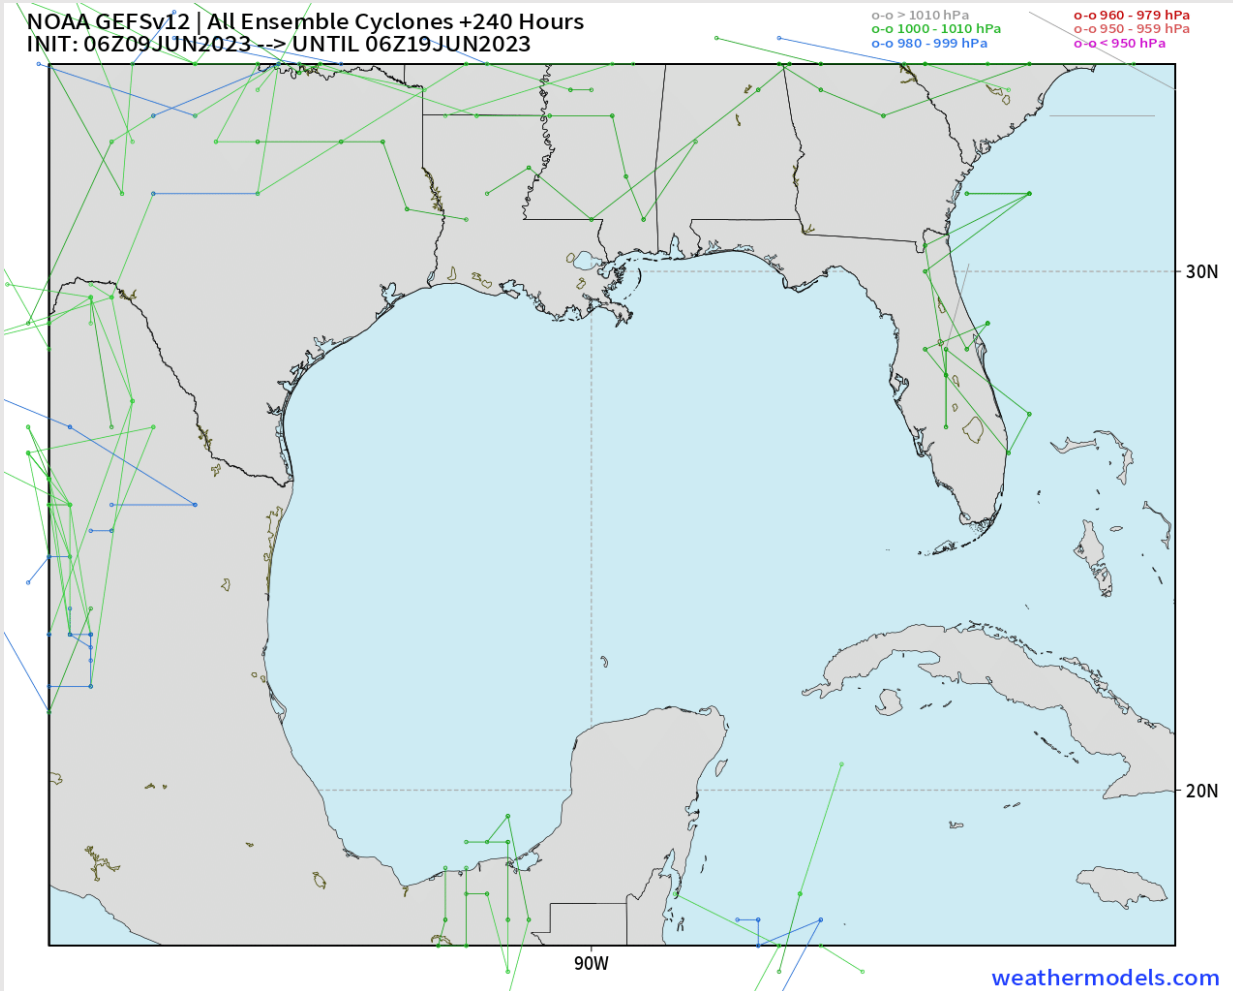 NOAA GEFSv12 | All Ensemble Cyclones +240 Hours
INIT: 06Z09JUN2023 --> UNTIL 06Z19JUN2023
o-o > 1010 hPa
o-o 1000 - 1010 hPa
o-o 980 - 999 hPa
o-o 960 - 979 hPa
o-o 950 - 959 hPa
o-o < 950 hPa
30N
20N
90W
weathermodels.com